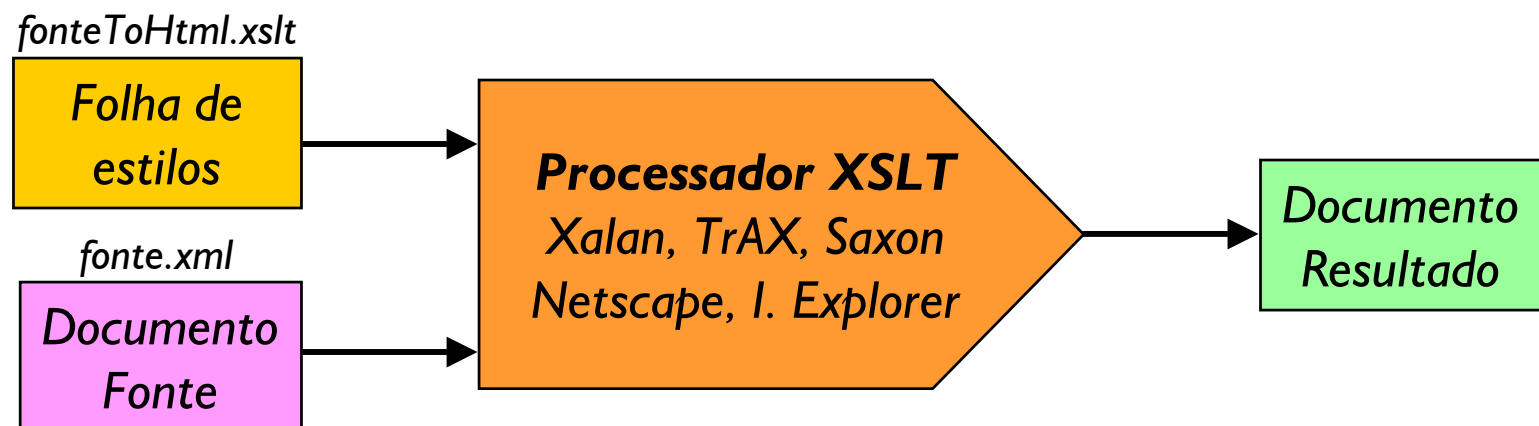 fonteToHtml.xslt
Folha de
estilos
fonte.xml
Documento
Fonte
Processador XSLT
Xalan, TrAX, Saxon
Netscape, I. Explorer
Documento
Resultado